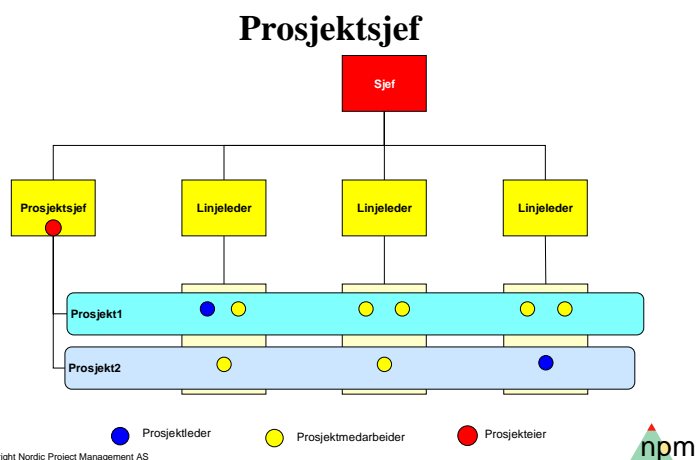 Prosjektsjef
Sjef
Prosjektsjef
Linjeleder
Linjeleder
Linjeleder
Prosjekt1
Prosjekt2
Prosjektleder
Prosjektmedarbeider
Prosjekteier
ight Nordic Project Management AS
npm